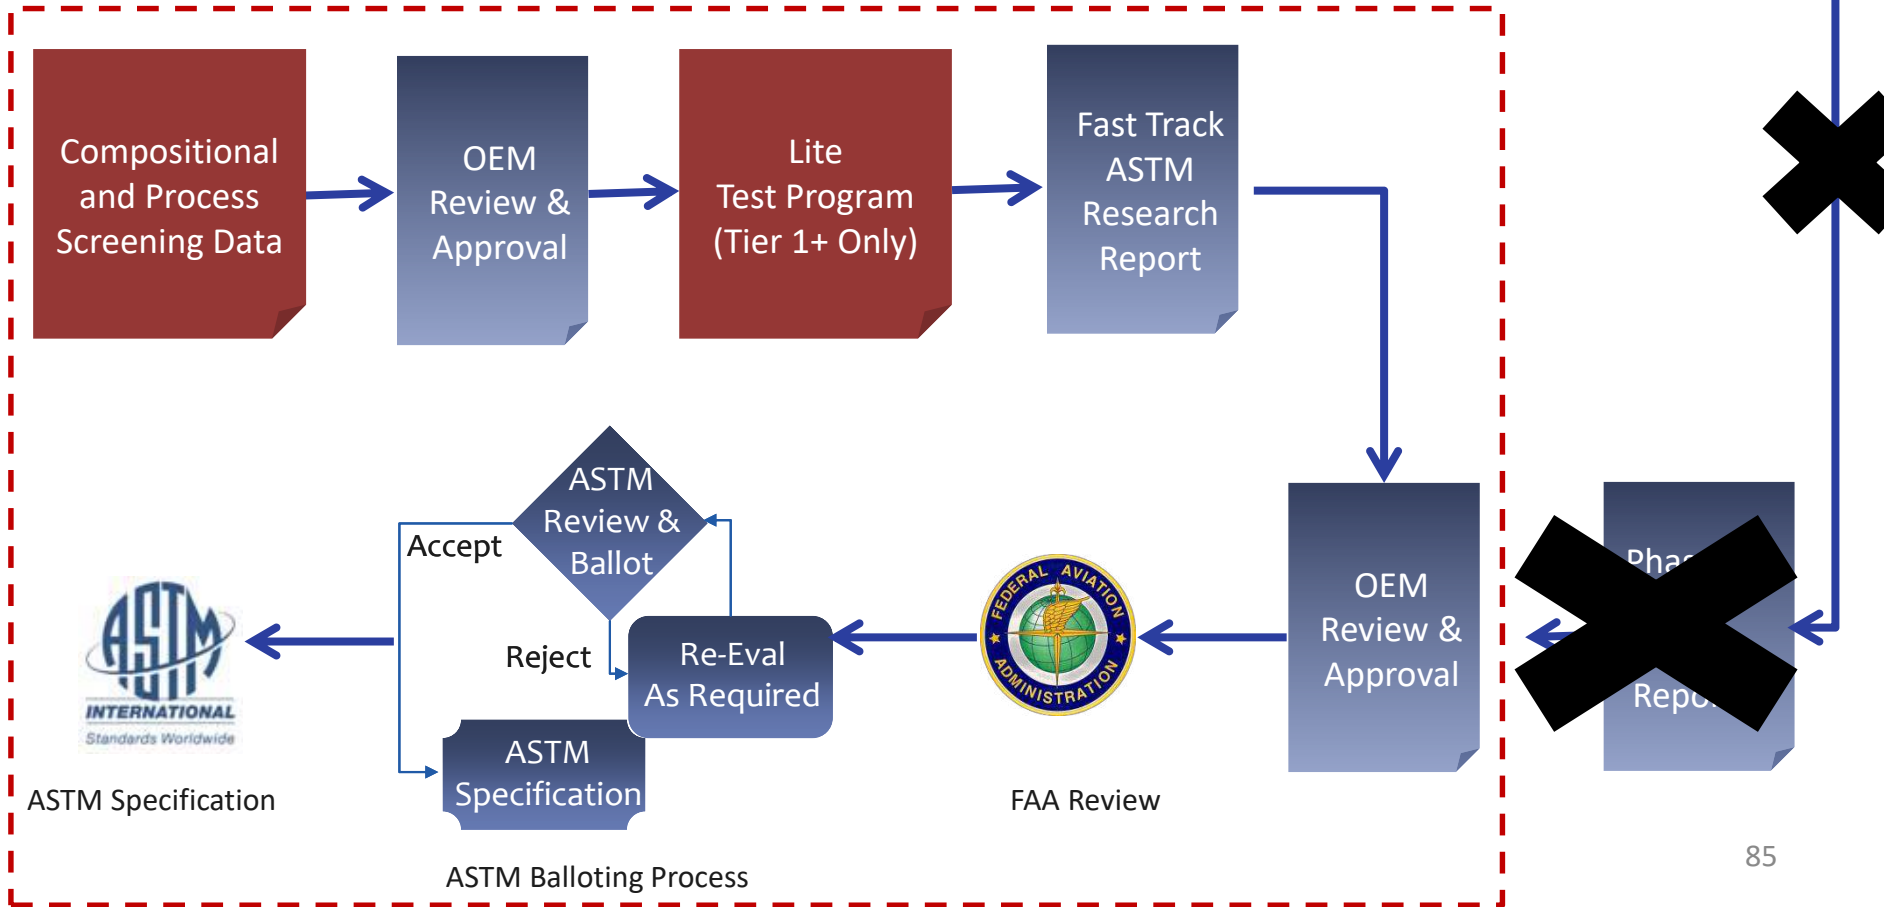 Compositional
and Process
Screening Data
OEM
Review &
Approval
Lite
Test Program
(Tier 1+ Only)
Fast Track
ASTM
Research
Report
ASTM
Review &
Ballot
Accept
Reject
Re-Eval
As Required
ASTM
Specification
ASTM Balloting Process
ASTM
INTERNATIONAL
Standards Worldwide
ASTM Specification
FEDERAL AVIATION
ADMINISTRATION
FAA Review
OEM
Review &
Approval
85